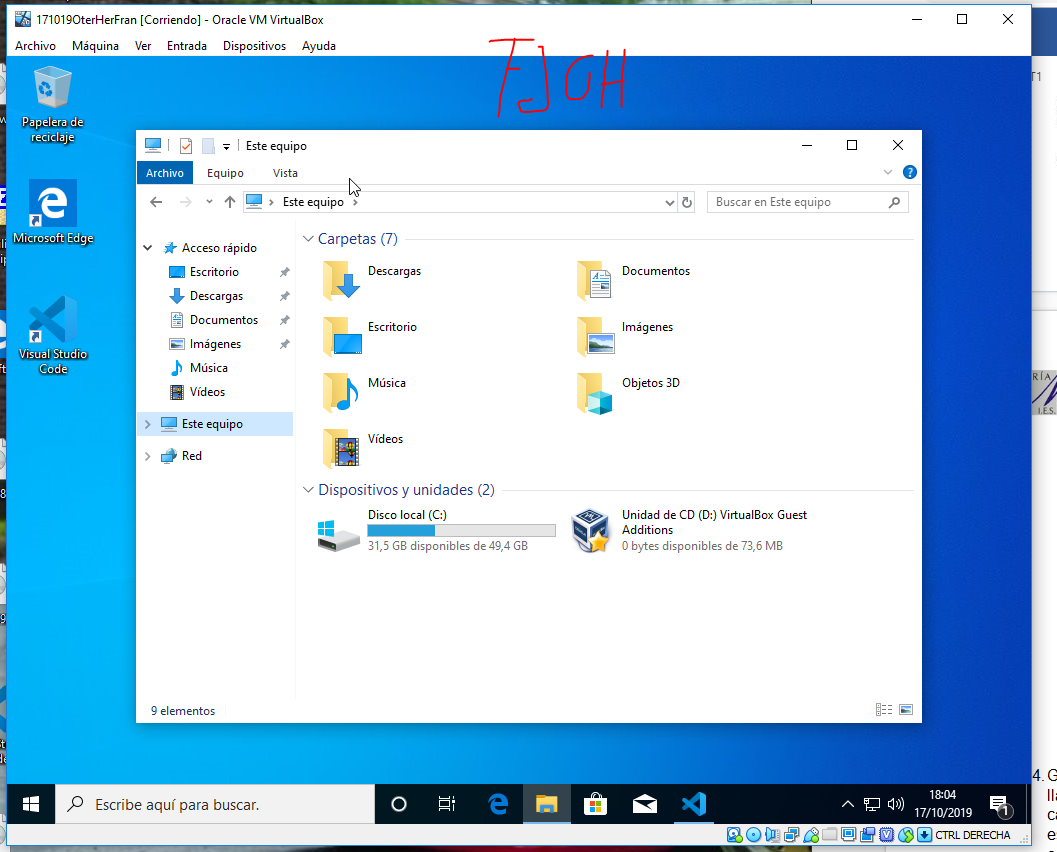 171019OterHerFran [Corriendo] - Oracle VM VirtualBox
Archivo Máquina Ver Entrada Dispositivos Ayuda
FJOH
Papelera de
reciclaje
Microsoft Edge
Visual Studio
Code
Este equipo
Archivo Equipo Vista
Este equipo
Buscar en Este equipo
Acceso rápido
Escritorio
Descargas
Documentos
Imágenes
Música
Vídeos
Este equipo
Red
Carpetas (7)
Descargas
Documentos
Escritorio
Imágenes
Música
Objetos 3D
Vídeos
Dispositivos y unidades (2)
Disco local (C:)
31,5 GB disponibles de 49,4 GB
Unidad de CD (D:) VirtualBox Guest
Additions
0 bytes disponibles de 73,6 MB
9 elementos
Escribe aquí para buscar.
18:04
17/10/2019
1
CTRL DERECHA
T1
RÍA
I.E.S.
4. G